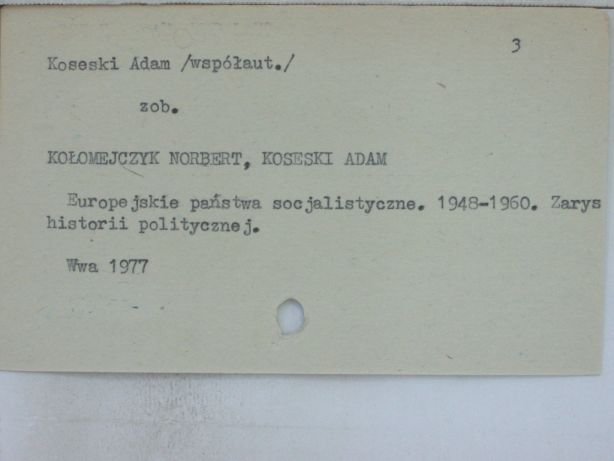 3
Koseski Adam /współaut./
zob.
KOŁOMEJCZYK NORBERT, KOSESKI ADAM
Europejskie państwa socjalistyczne. 1948-1960. Zarys
historii politycznej.
Wwa 1977